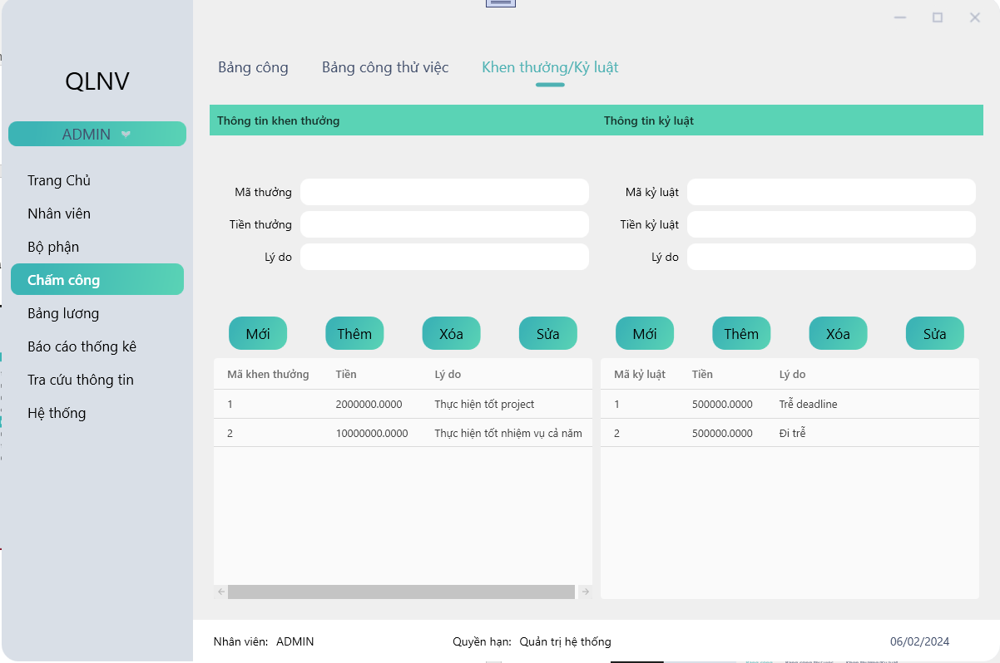 QLNV
ADMIN
Trang Chủ
Nhân viên
Bộ phận
Chấm công
Bảng lương
Báo cáo thống kê
Tra cứu thông tin
Hệ thống
Bảng công Bảng công thử việc Khen thưởng/Kỷ luật
Thông tin khen thưởng Thông tin kỷ luật
Mã thưởng Mã kỷ luật
Tiền thưởng Tiền kỷ luật
Lý do Lý do
Mới Thêm Xóa Sửa Mới Thêm Xóa Sửa
Mã khen thưởng Tiền Lý do Mã kỷ luật Tiền Lý do
1 2000000.0000 Thực hiện tốt project 1 500000.0000 Trễ deadline
2 10000000.0000 Thực hiện tốt nhiệm vụ cả năm 2 500000.0000 Đi trễ
Nhân viên: ADMIN Quyền hạn: Quản trị hệ thống 06/02/2024